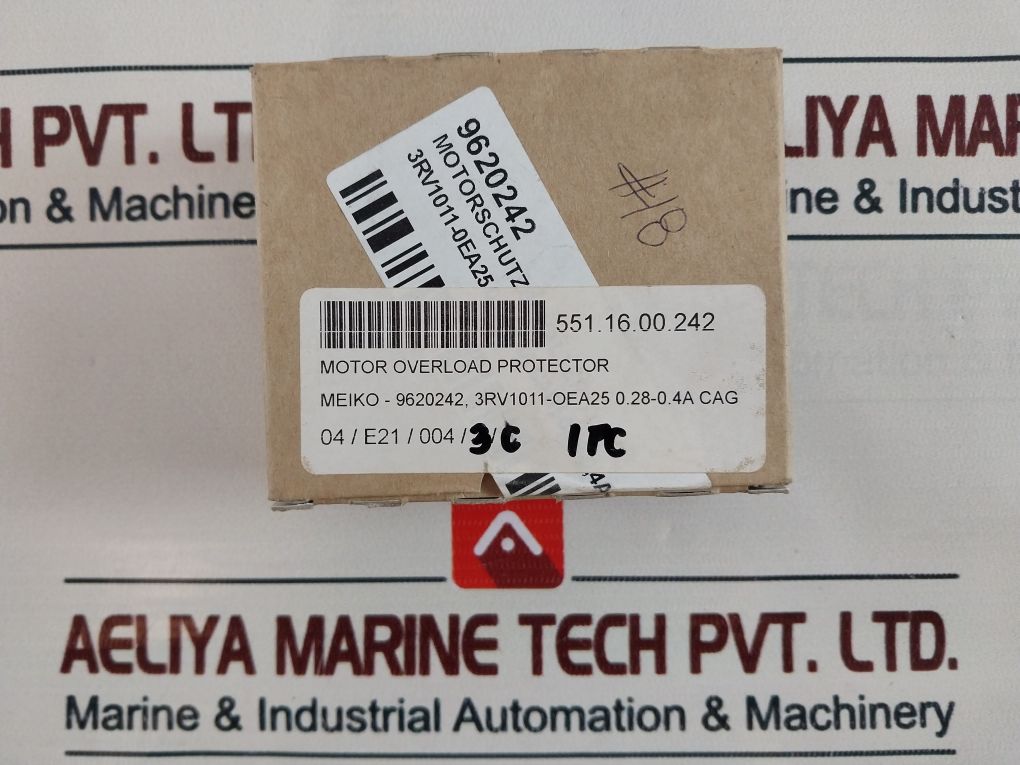 H PVT. LT
ELIYA MAR
on & Machine
ine & Indust
9620242
MOTORSCHUTZ
3RV1011-0EA25
#18
551.16.00.242
MOTOR OVERLOAD PROTECTOR
MEIKO - 9620242, 3RV1011-OEA25 0.28-0.4A CAG
04 / E21 / 004 / 3C 1PC
AELIYA MARINE TECH PVT. LTD.
Marine & Industrial Automation & Machinery